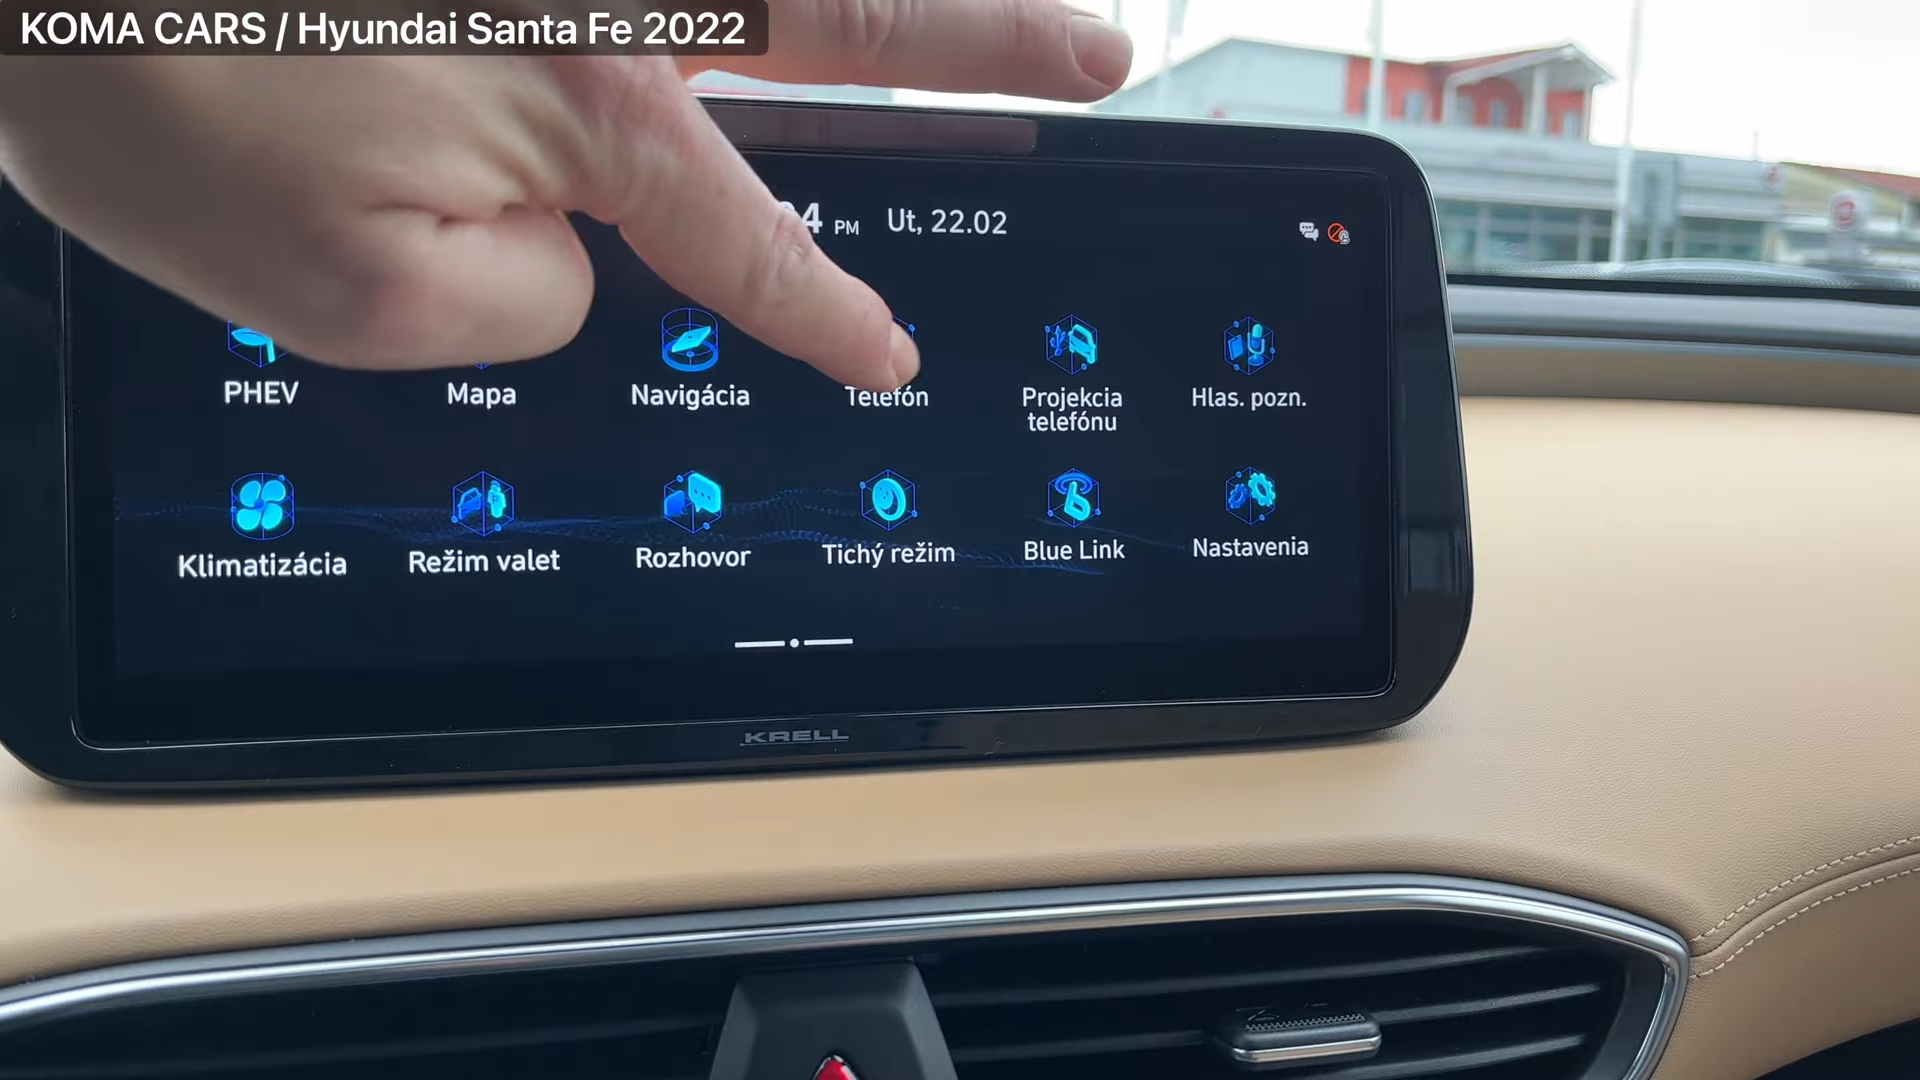 KOMA CARS / Hyundai Santa Fe 2022
4 PM Ut, 22.02
PHEV Mapa Navigácia Telefón Projekcia telefónu Hlas. pozn.
Klimatizácia Režim valet Rozhovor Tichý režim Blue Link Nastavenia
KRELL